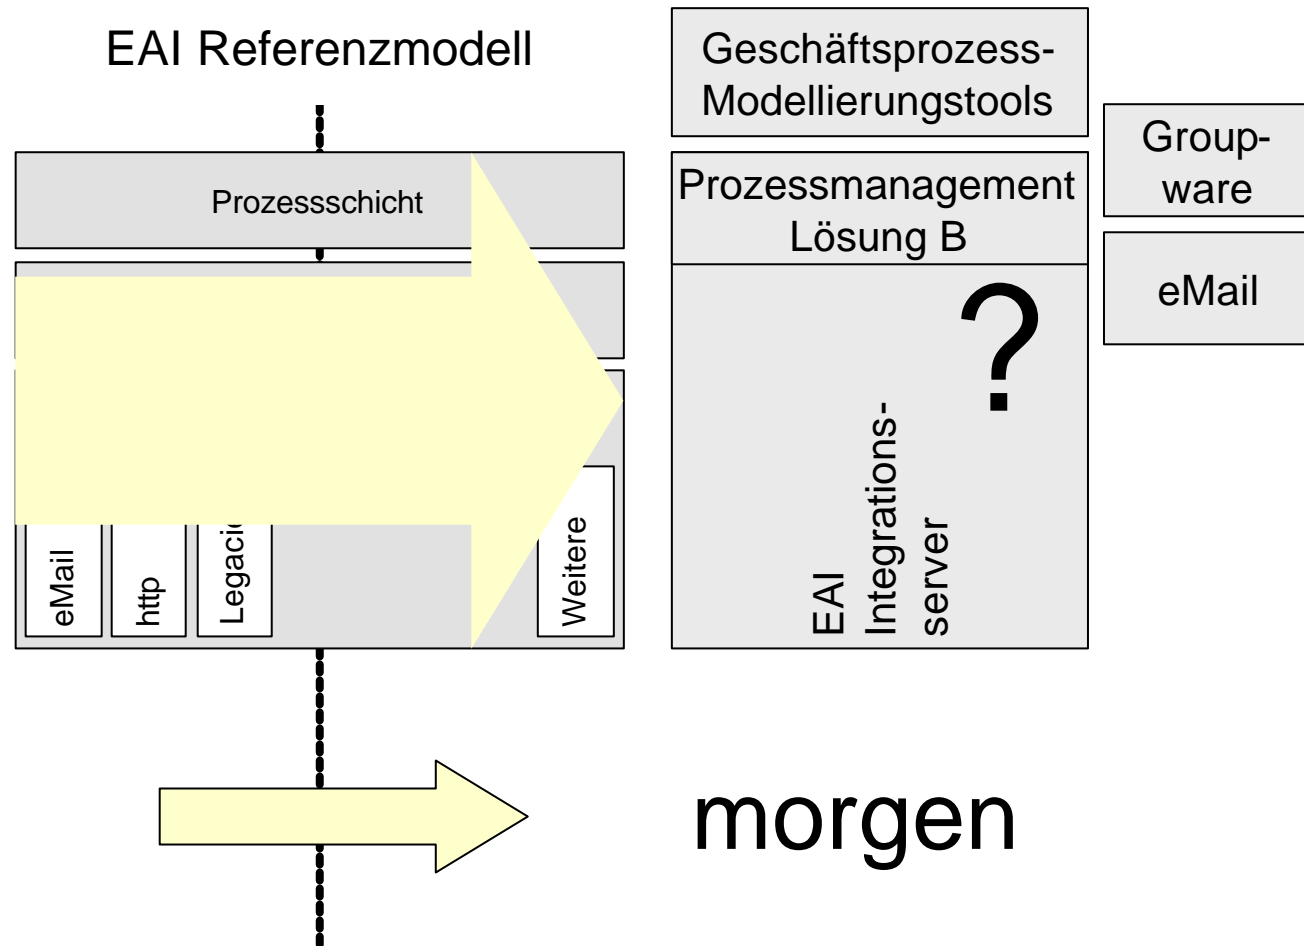 EAI Referenzmodell
Prozessschicht
eMail
http
Weitere
Geschäftsprozess-
Modellierungstools
Prozessmanagement
Lösung B
?
EAI
Integrations-
server
Group-
ware
eMail
morgen